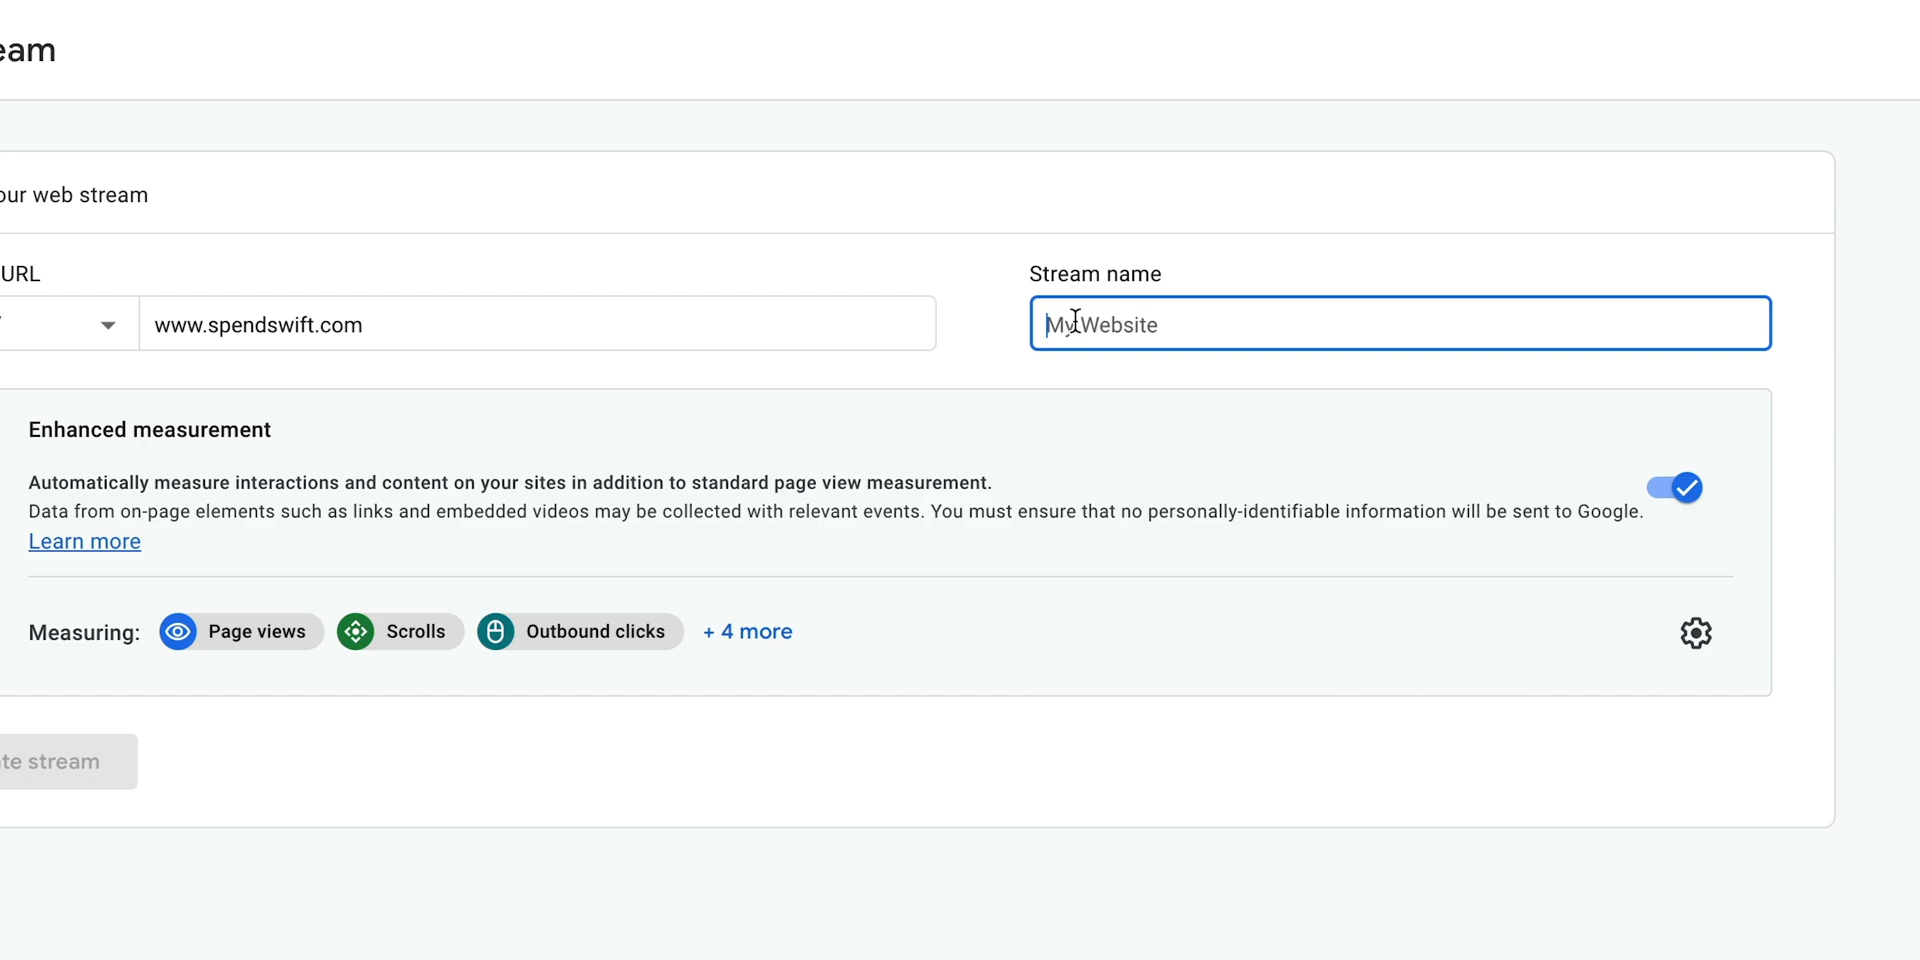 eam
our web stream
URL
Stream name
www.spendswift.com
My Website
Enhanced measurement
Automatically measure interactions and content on your sites in addition to standard page view measurement.
Data from on-page elements such as links and embedded videos may be collected with relevant events. You must ensure that no personally-identifiable information will be sent to Google.
Learn more
Measuring: Page views Scrolls Outbound clicks + 4 more
te stream